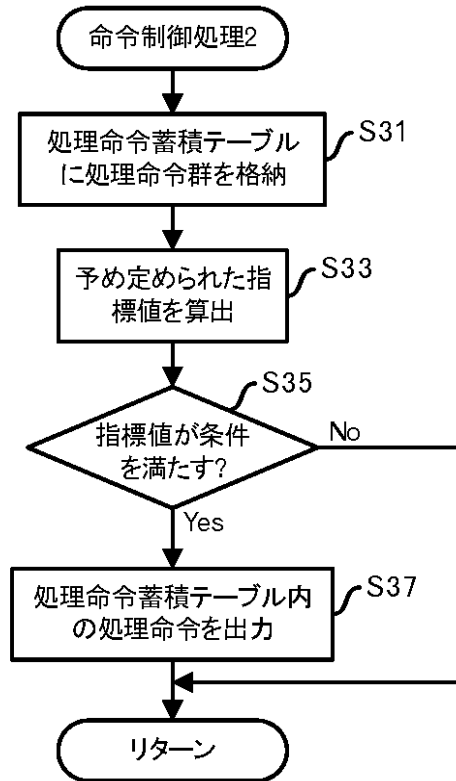 命令制御処理2
処理命令蓄積テーブル
に処理命令群を格納
S31
予め定められた指
標値を算出
S33
S35
指標値が条件
を満たす?
No
Yes
処理命令蓄積テーブル内
の処理命令を出力
S37
リターン